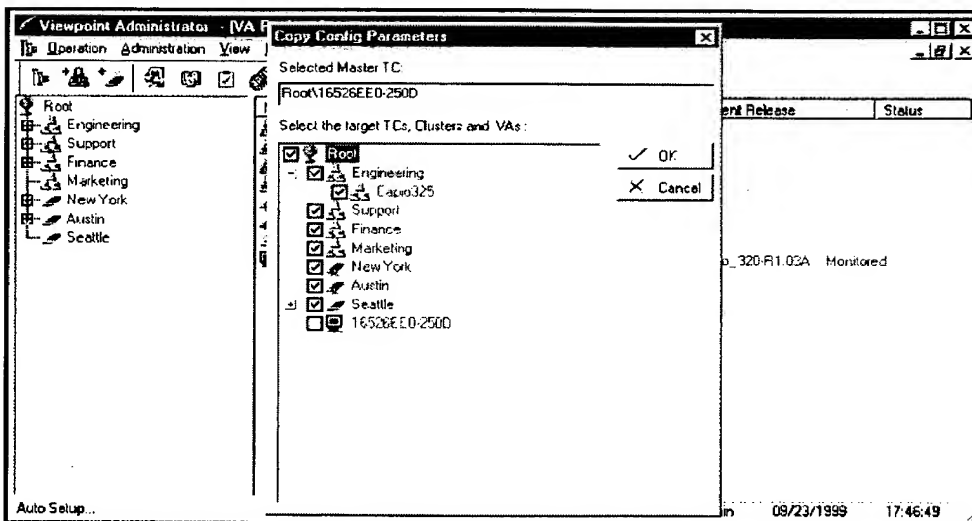 Viewpoint Administrator - [VA
Operation Administration View
Root
Engineering
Support
Finance
Marketing
New York
Austin
Seattle
Copy Config Parameters
Selected Master TC:
Root\16526EE0-250D
Select the target TCs, Clusters and VAs :
Root
Engineering
Capio325
Support
Finance
Marketing
New York
Austin
Seattle
16526EE0-250D
OK
Cancel
ent Release Status
o_320-R1.03A Monitored
Auto Setup...
in 09/23/1999 17:46:49